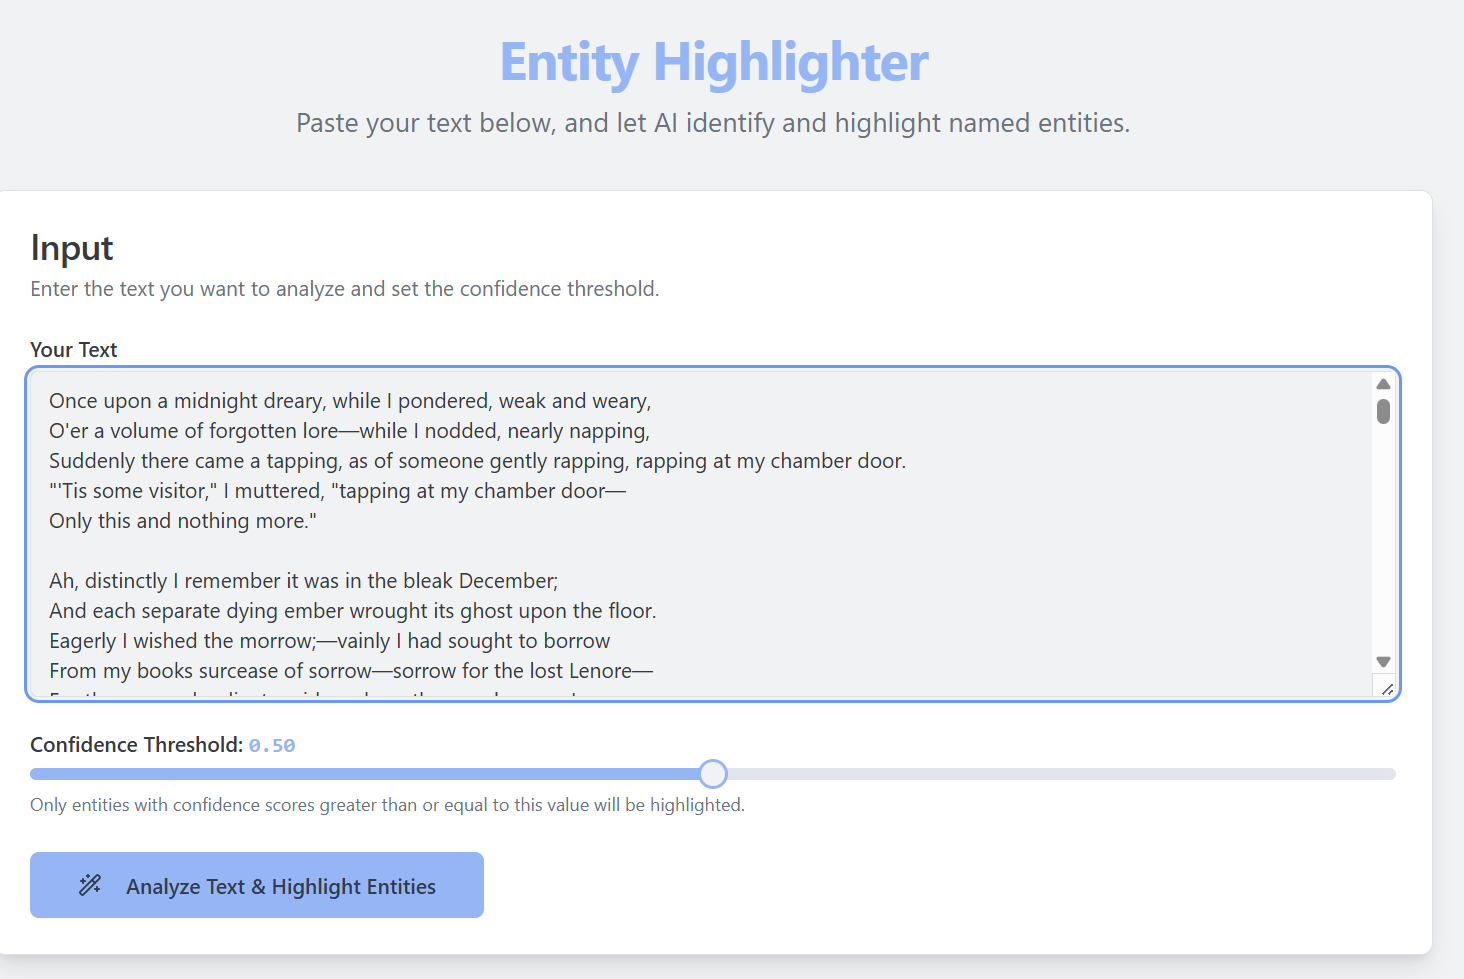 Entity Highlighter
Paste your text below, and let AI identify and highlight named entities.
Input
Enter the text you want to analyze and set the confidence threshold.
Your Text
Once upon a midnight dreary, while I pondered, weak and weary,
O'er a volume of forgotten lore—while I nodded, nearly napping,
Suddenly there came a tapping, as of someone gently rapping, rapping at my chamber door.
"'Tis some visitor," I muttered, "tapping at my chamber door—
Only this and nothing more."
Ah, distinctly I remember it was in the bleak December;
And each separate dying ember wrought its ghost upon the floor.
Eagerly I wished the morrow;—vainly I had sought to borrow
From my books surcease of sorrow—sorrow for the lost Lenore—
Confidence Threshold: 0.50
Only entities with confidence scores greater than or equal to this value will be highlighted.
Analyze Text & Highlight Entities